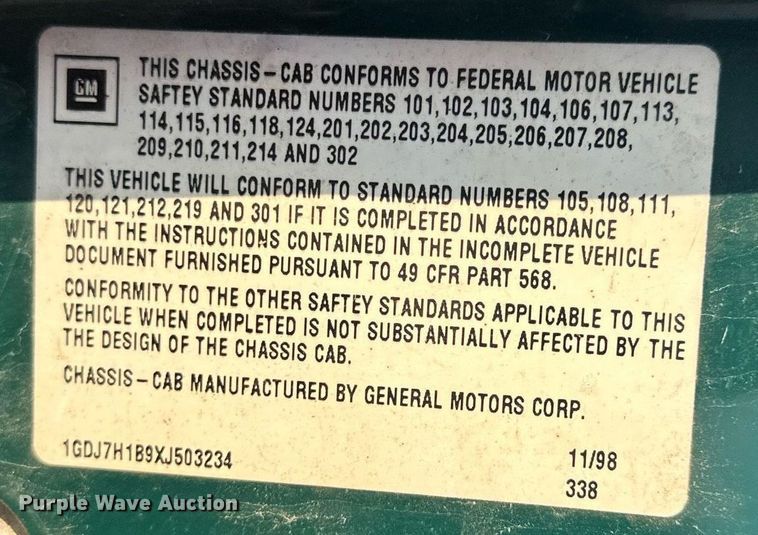 GM
THIS CHASSIS-CAB CONFORMS TO FEDERAL MOTOR VEHICLE
SAFTEY STANDARD NUMBERS 101,102,103,104,106,107,113,
114,115,116,118,124,201,202,203,204,205,206,207,208,
209,210,211,214 AND 302
THIS VEHICLE WILL CONFORM TO STANDARD NUMBERS 105,108,111,
120,121,212,219 AND 301 IF IT IS COMPLETED IN ACCORDANCE
WITH THE INSTRUCTIONS CONTAINED IN THE INCOMPLETE VEHICLE
DOCUMENT FURNISHED PURSUANT TO 49 CFR PART 568.
CONFORMITY TO THE OTHER SAFTEY STANDARDS APPLICABLE TO THIS
VEHICLE WHEN COMPLETED IS NOT SUBSTANTIALLY AFFECTED BY THE
THE DESIGN OF THE CHASSIS CAB.
CHASSIS-CAB MANUFACTURED BY GENERAL MOTORS CORP.
1GDJ7H1B9XJ503234
11/98
338
Purple Wave Auction